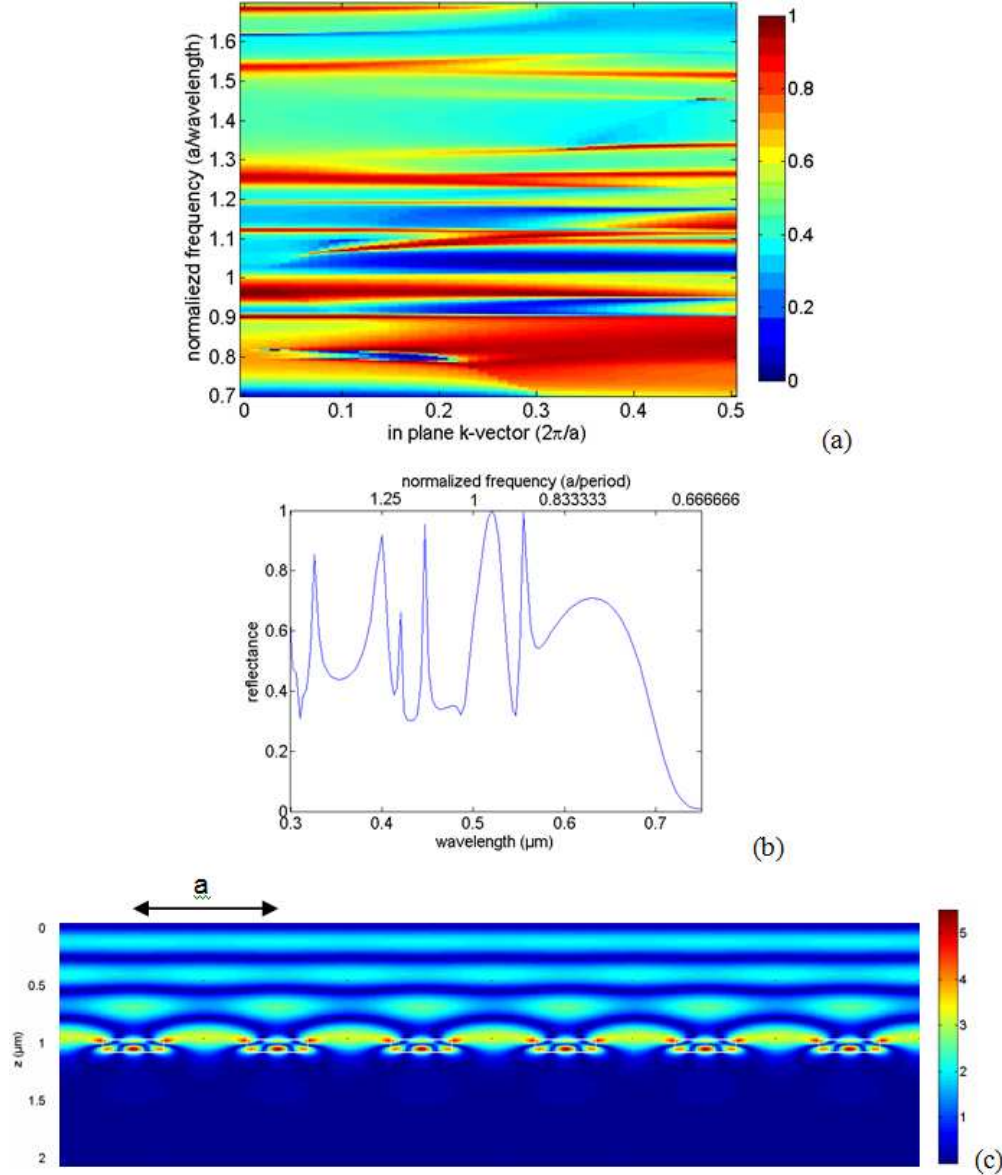 normaliezd frequency (a/wavelength)
1.6
1.5
1.4
1.3
1.2
1.1
1
0.9
0.8
0.7
0 0.1 0.2 0.3 0.4 0.5
in plane k-vector (2π/a)
1
0.8
0.6
0.4
0.2
0
(a)
normalized frequency (a/period)
1.25 1 0.833333 0.666666
reflectance
1
0.8
0.6
0.4
0.2
0
0.3 0.4 0.5 0.6 0.7
wavelength (μm)
(b)
a
z (μm)
0
0.5
1
1.5
2
5
4
3
2
1
(c)